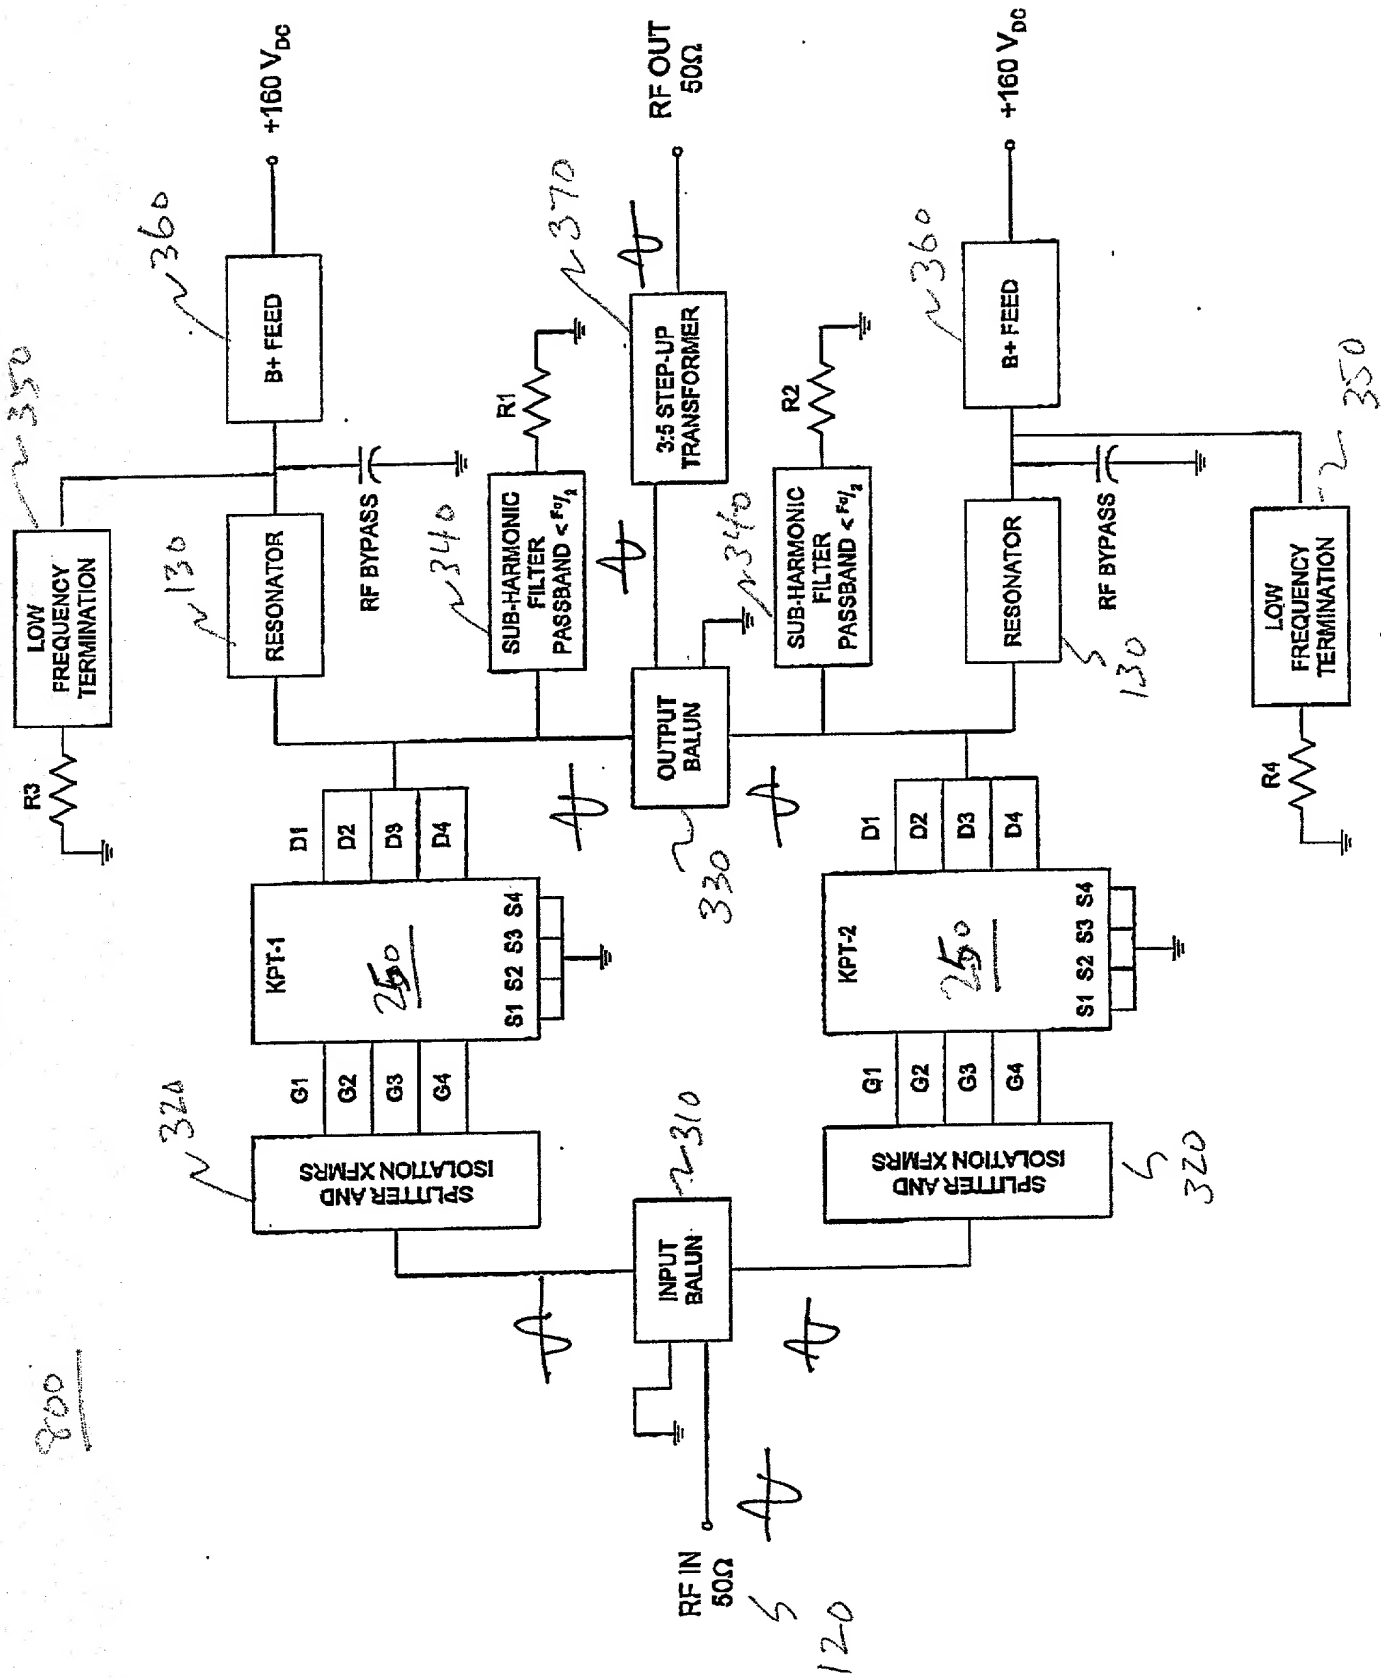 800
350
LOW
FREQUENCY
TERMINATION
R3
360
+160 VDC
B+ FEED
130
RESONATOR
RF BYPASS
320
SPLITTER AND
ISOLATION XFMRS
G1
G2
G3
G4
KPT-1
250
S1 S2 S3 S4
D1
D2
D3
D4
340
SUB-HARMONIC
FILTER
PASSBAND < Fo/2
R1
370
RF IN
50Ω
120
310
INPUT
BALUN
330
OUTPUT
BALUN
3:5 STEP-UP
TRANSFORMER
RF OUT
50Ω
340
SUB-HARMONIC
FILTER
PASSBAND < Fo/2
R2
SPLITTER AND
ISOLATION XFMRS
320
G1
G2
G3
G4
KPT-2
250
S1 S2 S3 S4
D1
D2
D3
D4
RESONATOR
130
RF BYPASS
360
B+ FEED
+160 VDC
R4
LOW
FREQUENCY
TERMINATION
350